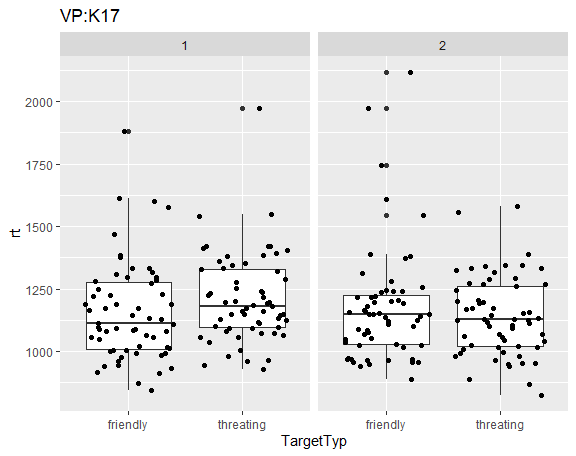 VP:K17
1
2
rt
2000
1750
1500
1250
1000
friendly
threating
friendly
threating
TargetTyp